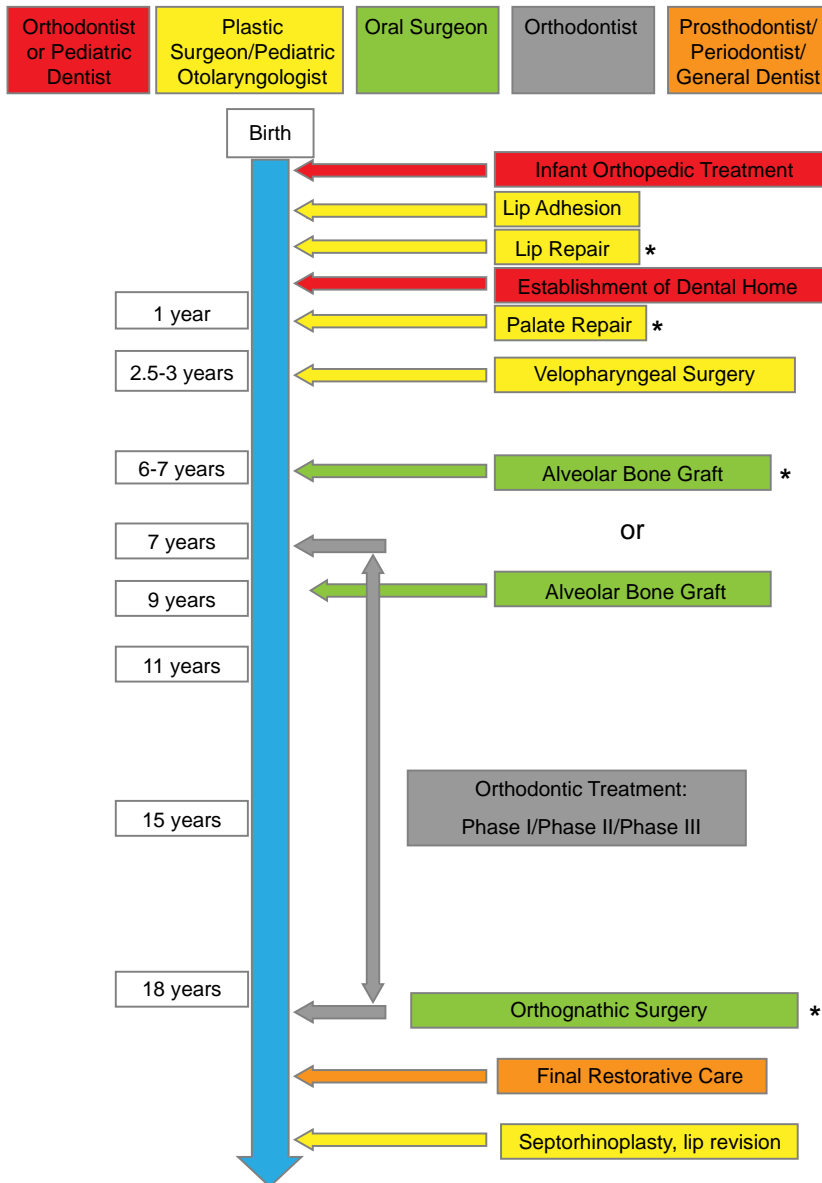 Orthodontist
or Pediatric
Dentist
Plastic
Surgeon/Pediatric
Otolaryngologist
Oral Surgeon
Orthodontist
Prosthodontist/
Periodontist/
General Dentist
Birth
Infant Orthopedic Treatment
Lip Adhesion
Lip Repair *
Establishment of Dental Home
1 year
Palate Repair *
2.5-3 years
Velopharyngeal Surgery
6-7 years
Alveolar Bone Graft *
7 years
or
9 years
Alveolar Bone Graft
11 years
Orthodontic Treatment:
Phase I/Phase II/Phase III
15 years
18 years
Orthognathic Surgery *
Final Restorative Care
Septorhinoplasty, lip revision